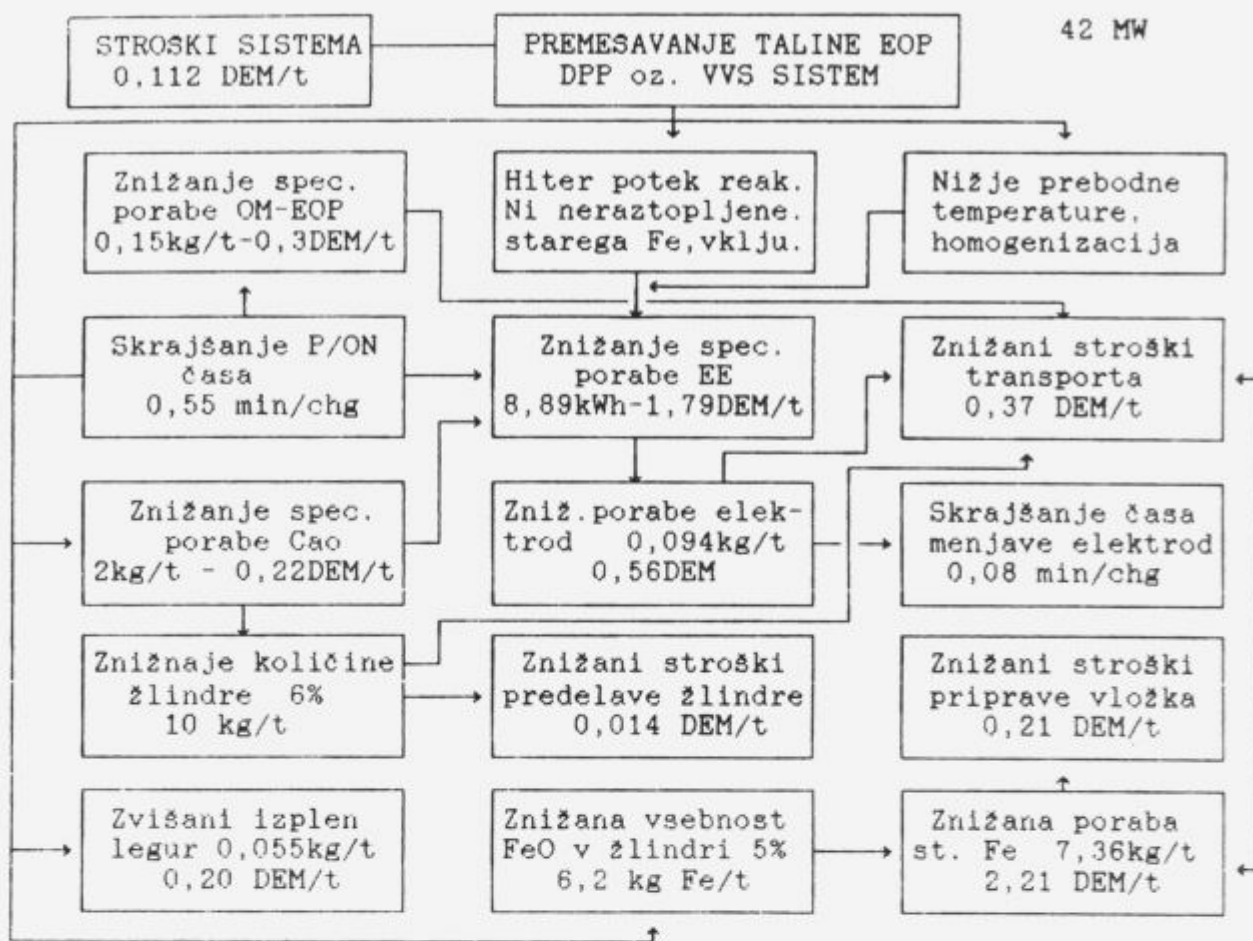 42 MW
STROSKI SISTEMA
0.112 DEM/t
PREMESAVANJE TALINE EOP
DPP oz. VVS SISTEM
Znižanje spec.
porabe OM-EOP
0,15kg/t-0,3DEM/t
Hiter potek reak.
Ni neraztopljene.
starega Fe,vklju.
Nižje prebodne
temperature.
homogenizacija
Skrajšanje P/ON
časa
0,55 min/chg
Znižanje spec.
porabe EE
8,89kWh-1,79DEM/t
Znižani stroški
transporta
0,37 DEM/t
Znižanje spec.
porabe Cao
2kg/t - 0,22DEM/t
Zniž.porabe elek-
trod 0,094kg/t
0,56DEM
Skrajšanje časa
menjave elektrod
0,08 min/chg
Znižnaje količine
žlindre 6%
10 kg/t
Znižani stroški
predelave žlindre
0,014 DEM/t
Znižani stroški
priprave vložka
0,21 DEM/t
Zvišani izplen
legur 0,055kg/t
0,20 DEM/t
Znižana vsebnost
FeO v žlindri 5%
6,2 kg Fe/t
Znižana poraba
st. Fe 7,36kg/t
2,21 DEM/t